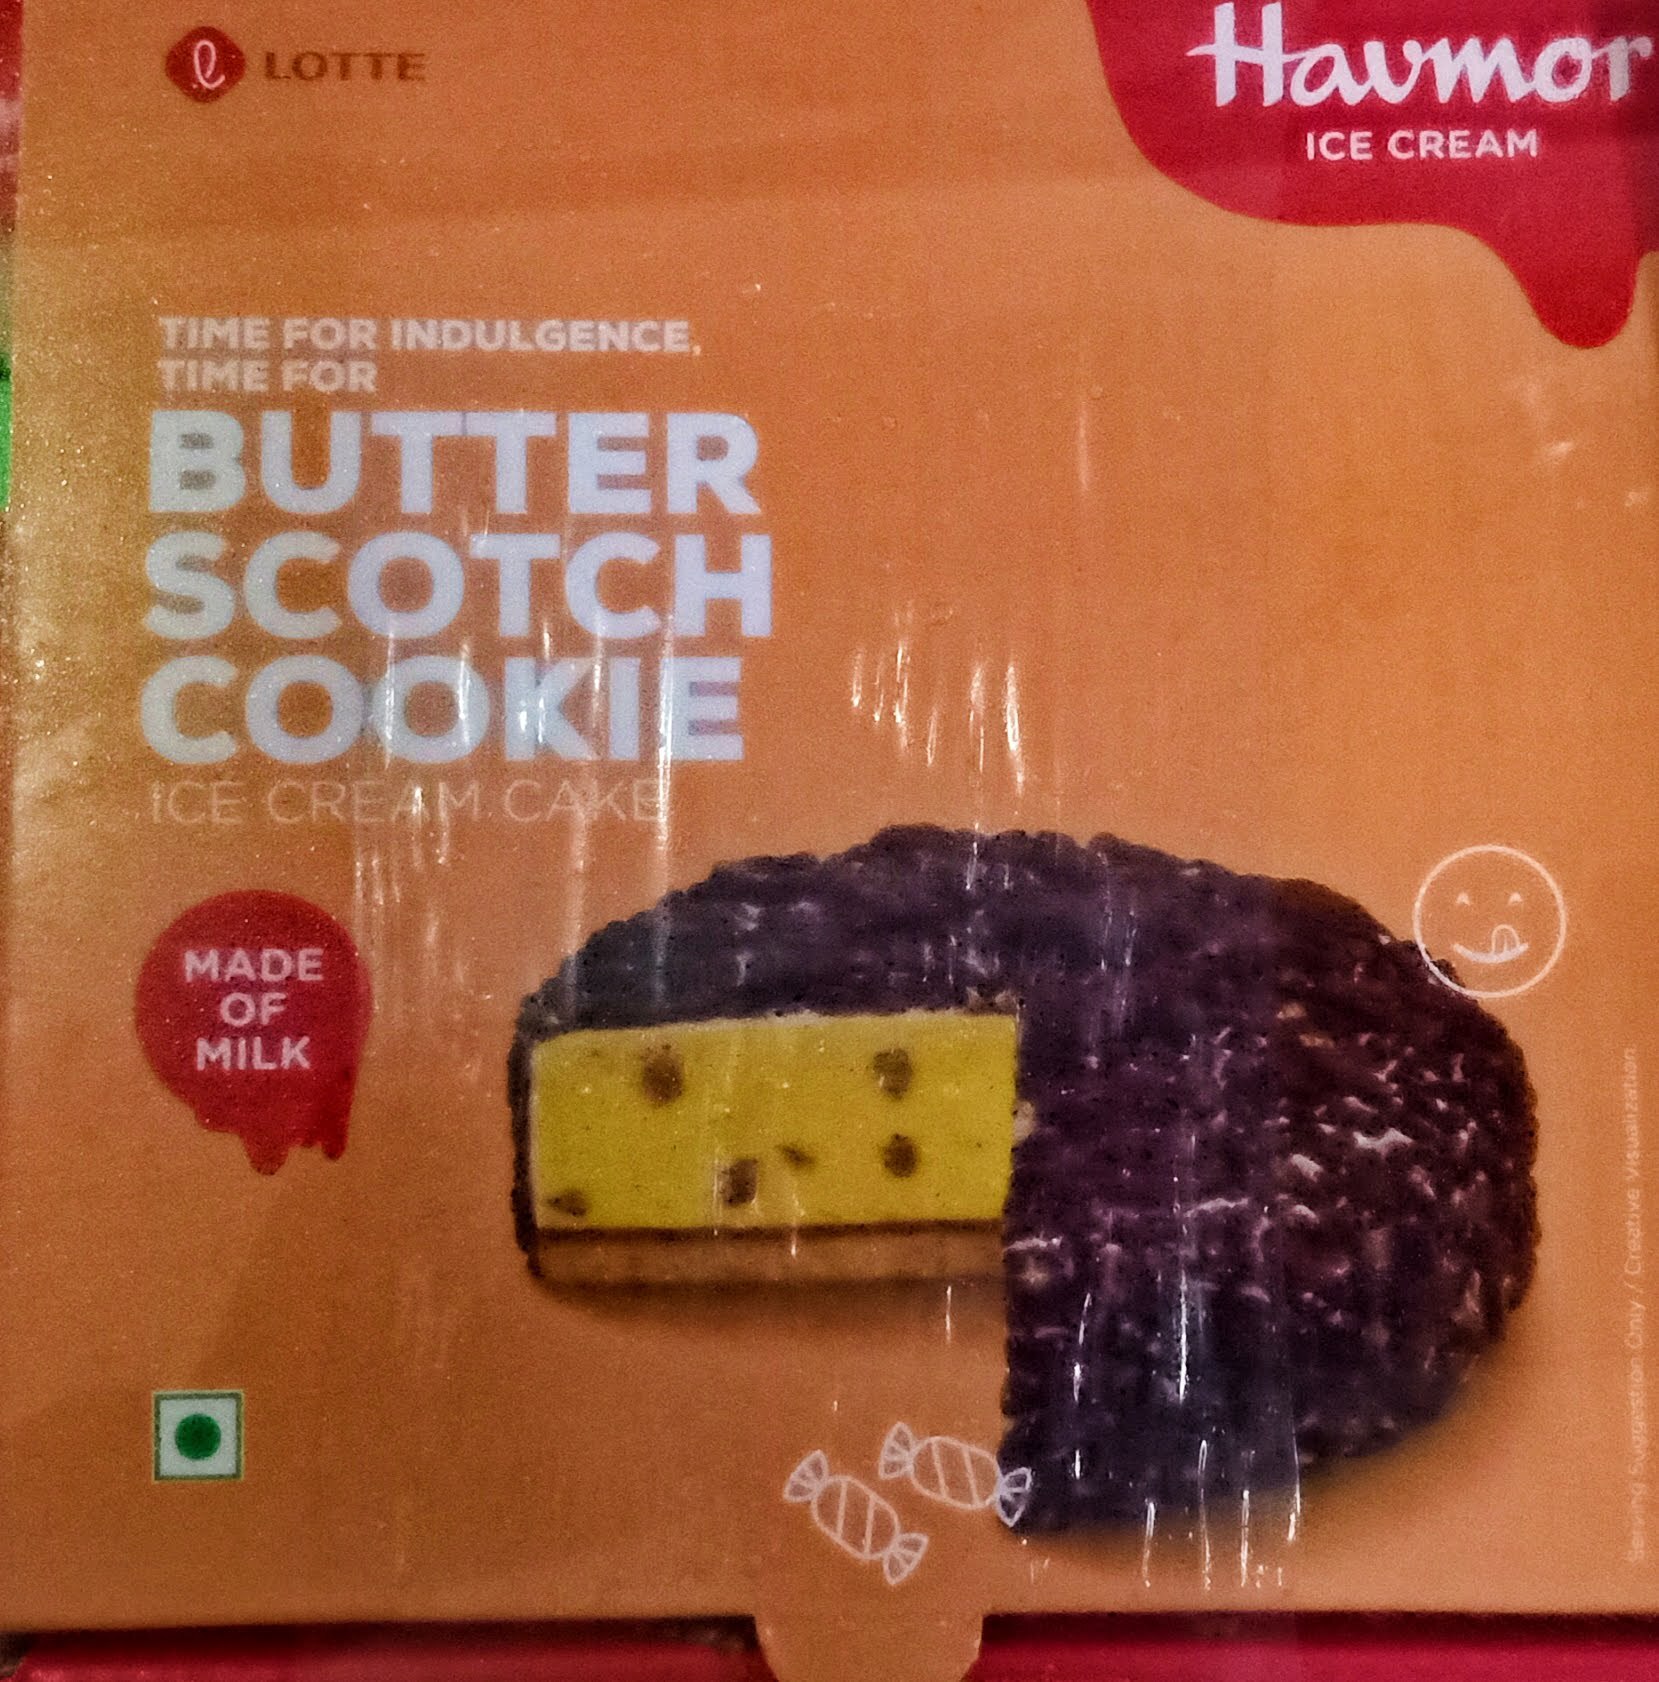 LOTTE
Havmor
ICE CREAM
TIME FOR INDULGENCE,
TIME FOR
BUTTER
SCOTCH
COOKIE
ICE CREAM CAKE
MADE
OF
MILK
Serving Suggestion Only / Creative Visualization